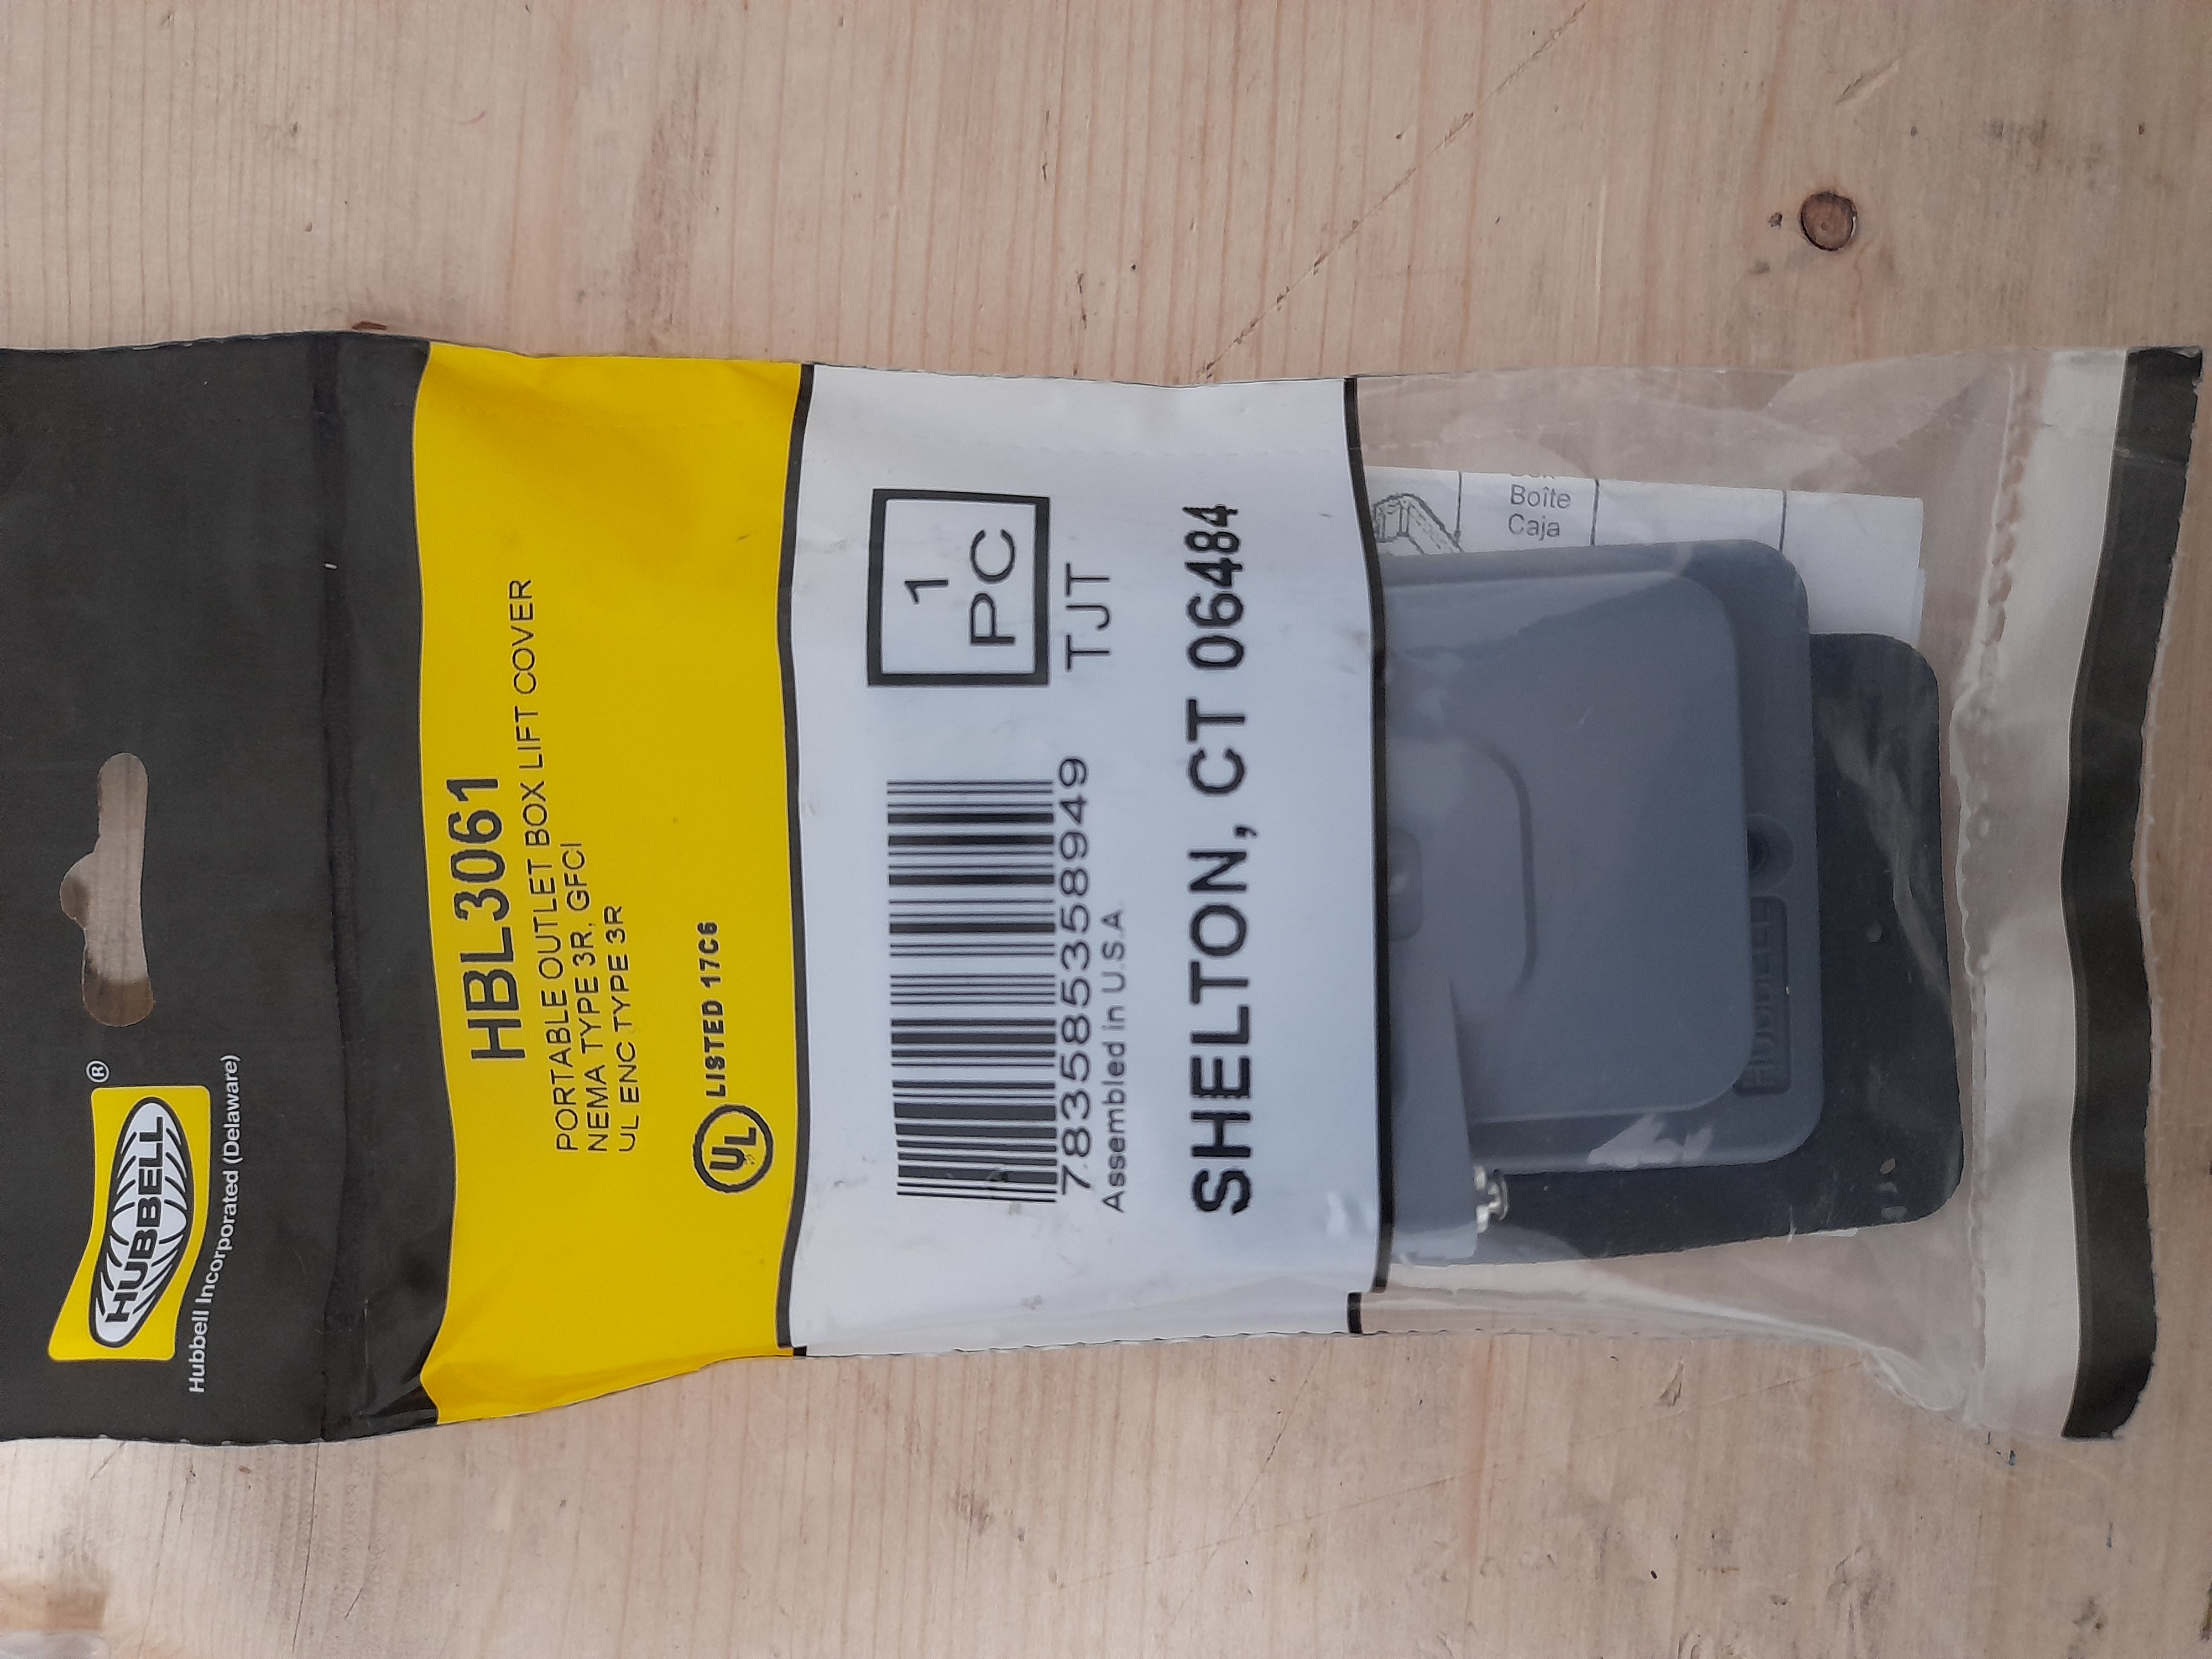 HUBBELL®
Hubbell Incorporated (Delaware)
HBL3061
PORTABLE OUTLET BOX LIFT COVER
NEMA TYPE 3R, GFCI
UL ENC TYPE 3R
UL LISTED 17C6
1
PC
TJT
783585358949
Assembled in U.S.A.
SHELTON, CT 06484
Boîte
Caja
HUBBELL